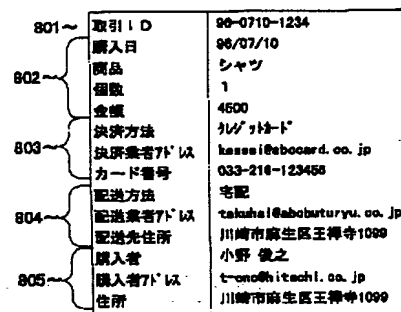 801 取引ID 96-0710-1234
購入日 96/07/10
802 商品 シャツ
個数 1
金額 4500
803 決済方法 クレジットカード
決済業者アドレス kessai@abccard.co.jp
カード番号 033-216-123456
804 配送方法 宅配
配送業者アドレス takuhai@abcbuturyu.co.jp
配送先住所 川崎市麻生区王禅寺1099
805 購入者 小野 俊之
購入者アドレス t-ono@hitachi.co.jp
住所 川崎市麻生区王禅寺1099